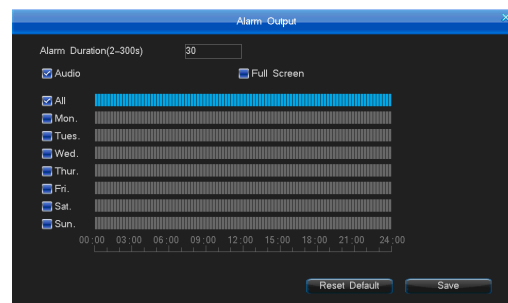 Alarm Output
Alarm Duration(2-300s) 30
Audio Full Screen
All
Mon.
Tues.
Wed.
Thur.
Fri.
Sat.
Sun.
00:00 03:00 06:00 09:00 12:00 15:00 18:00 21:00 24:00
Reset Default Save